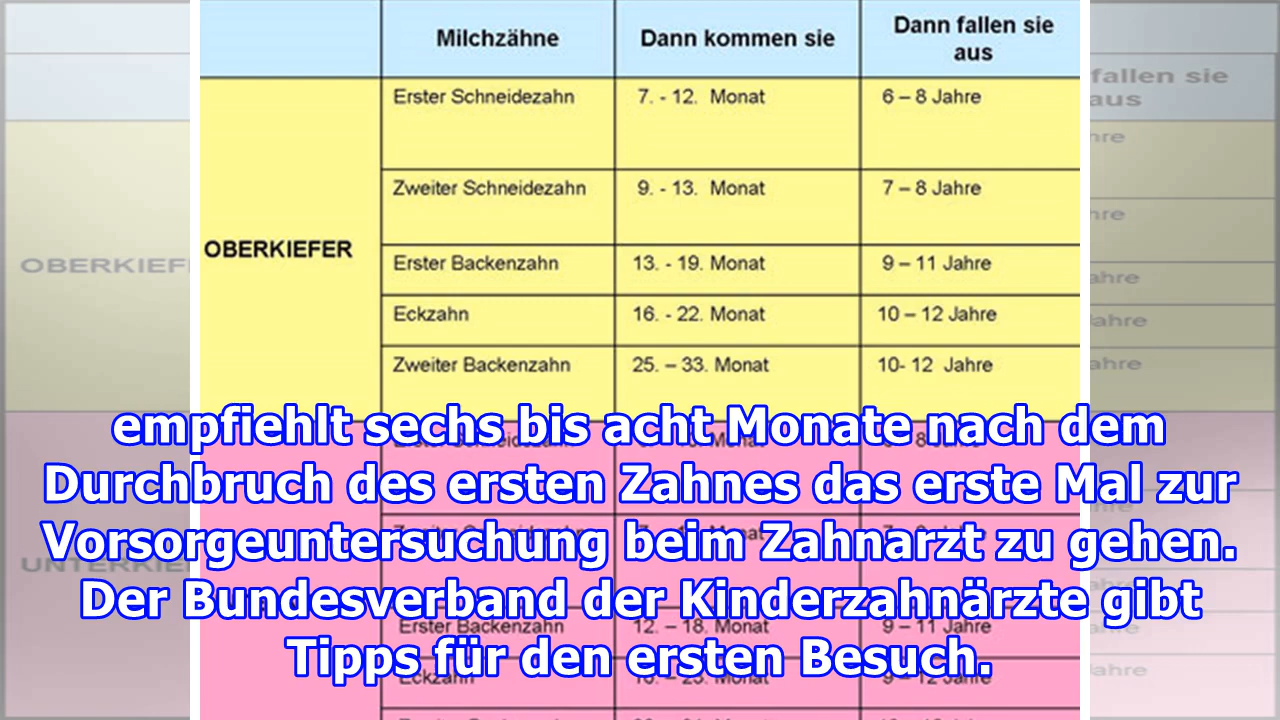 Milchzähne Dann kommen sie Dann fallen sie aus
Erster Schneidezahn 7. - 12. Monat 6 – 8 Jahre
Zweiter Schneidezahn 9. - 13. Monat 7 – 8 Jahre
OBERKIEFER
Erster Backenzahn 13. - 19. Monat 9 – 11 Jahre
Eckzahn 16. - 22. Monat 10 – 12 Jahre
Zweiter Backenzahn 25. – 33. Monat 10- 12 Jahre
empfiehlt sechs bis acht Monate nach dem
Durchbruch des ersten Zahnes das erste Mal zur
Vorsorgeuntersuchung beim Zahnarzt zu gehen.
Der Bundesverband der Kinderzahnärzte gibt
Erster Backenzahn 12. – 18. Monat 9 – 11 Jahre
Tipps für den ersten Besuch.
Eckzahn